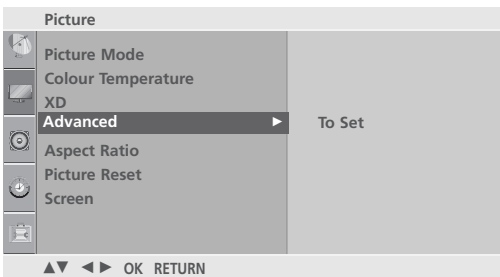 Picture
Picture Mode
Colour Temperature
XD
Advanced ► To Set
Aspect Ratio
Picture Reset
Screen
▲▼ ◄► OK RETURN